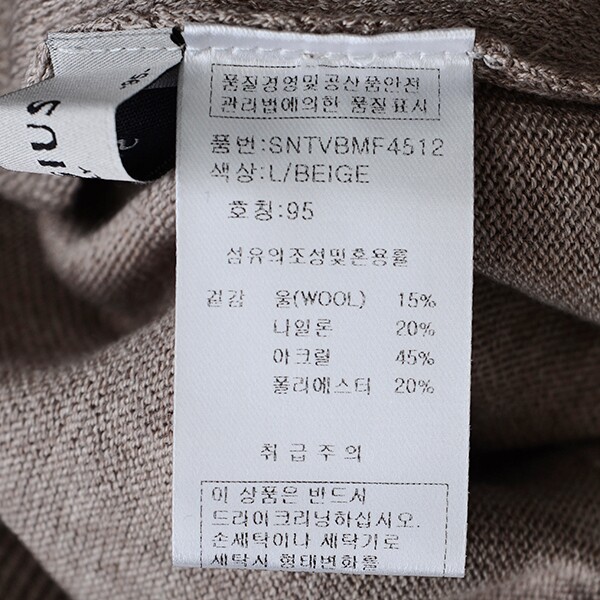 품질경영및공산품안전
관리법에의한 품질표시
품번:SNTVBMF4512
색상:L/BEIGE
호칭:95
섬유의조성및혼용률
겉감 울(WOOL) 15%
나일론 20%
아크릴 45%
폴리에스터 20%
취급주의
이 상품은 반드시
드라이크리닝하십시오.
손세탁이나 세탁기로
세탁시 형태변화를